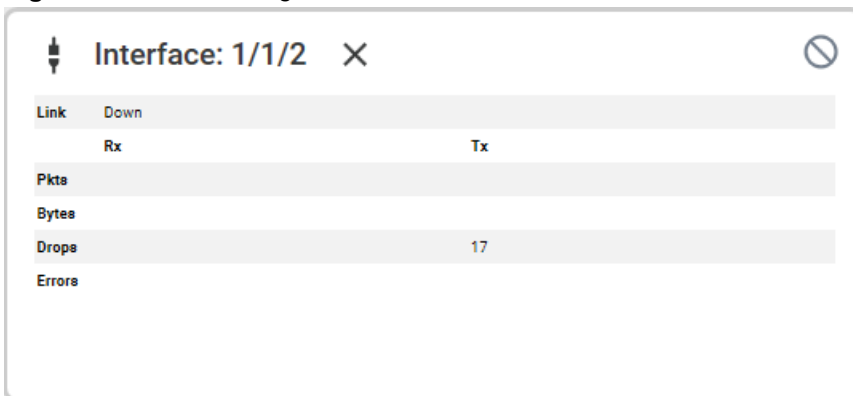 Interface: 1/1/2
Link Down
Rx Tx
Pkts
Bytes
Drops 17
Errors